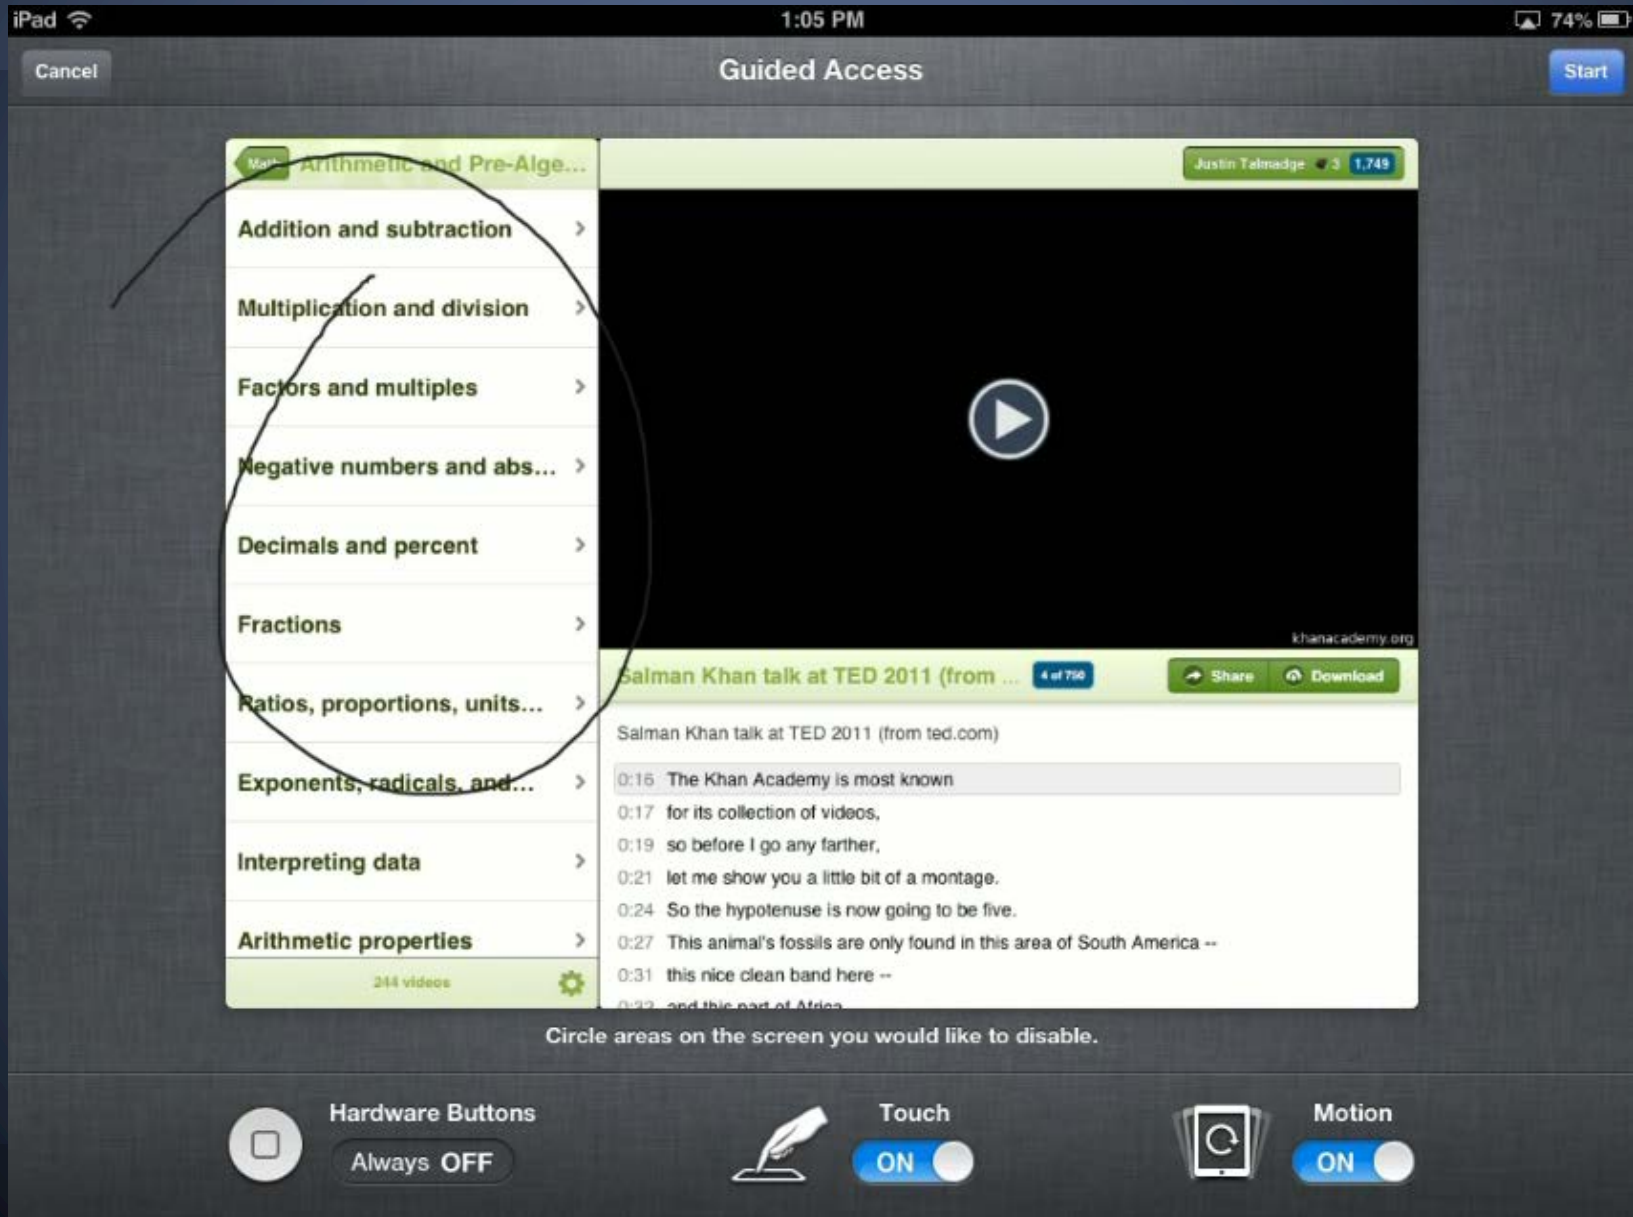 iPad 1:05 PM 74%
Cancel Guided Access Start
Math Arithmetic and Pre-Alge...
Justin Talmadge 3 1,749
Addition and subtraction
Multiplication and division
Factors and multiples
Negative numbers and abs...
Decimals and percent
Fractions
Ratios, proportions, units...
Exponents, radicals, and...
Interpreting data
Arithmetic properties
244 videos
khanacademy.org
Salman Khan talk at TED 2011 (from ... 4 of 750 Share Download
Salman Khan talk at TED 2011 (from ted.com)
0:16 The Khan Academy is most known
0:17 for its collection of videos,
0:19 so before I go any farther,
0:21 let me show you a little bit of a montage.
0:24 So the hypotenuse is now going to be five.
0:27 This animal's fossils are only found in this area of South America --
0:31 this nice clean band here --
and this part of Africa
Circle areas on the screen you would like to disable.
Hardware Buttons
Always OFF
Touch
ON
Motion
ON